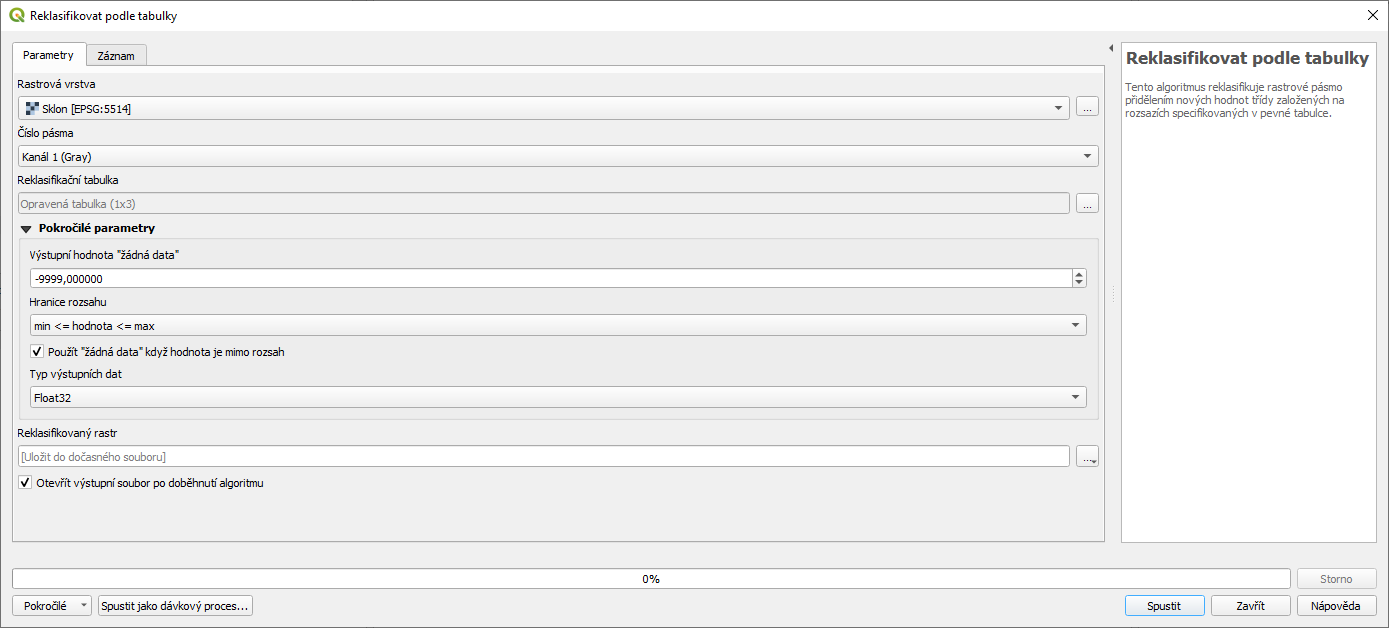 Reklasifikovat podle tabulky
Parametry
Záznam
Rastrová vrstva
Sklon [EPSG:5514]
...
Číslo pásma
Kanál 1 (Gray)
Reklasifikační tabulka
Opravená tabulka (1x3)
...
Pokročilé parametry
Výstupní hodnota "žádná data"
-9999,000000
Hranice rozsahu
min <= hodnota <= max
Použít "žádná data" když hodnota je mimo rozsah
Typ výstupních dat
Float32
Reklasifikovaný rastr
[Uložit do dočasného souboru]
...
Otevřít výstupní soubor po doběhnutí algoritmu
Reklasifikovat podle tabulky
Tento algoritmus reklasifikuje rastrové pásmo
přidělením nových hodnot třídy založených na
rozsazích specifikovaných v pevné tabulce.
0%
Storno
Pokročilé
Spustit jako dávkový proces...
Spustit
Zavřít
Nápověda